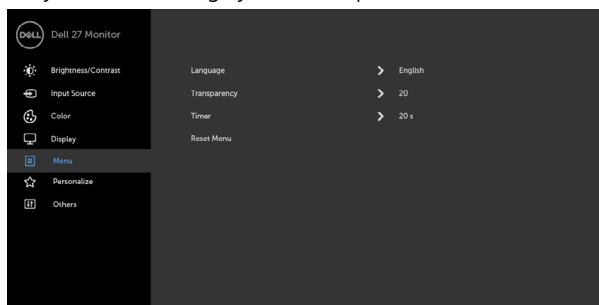 DELL
Dell 27 Monitor
Brightness/Contrast
Input Source
Color
Display
Menu
Personalize
Others
Language English
Transparency 20
Timer 20 s
Reset Menu